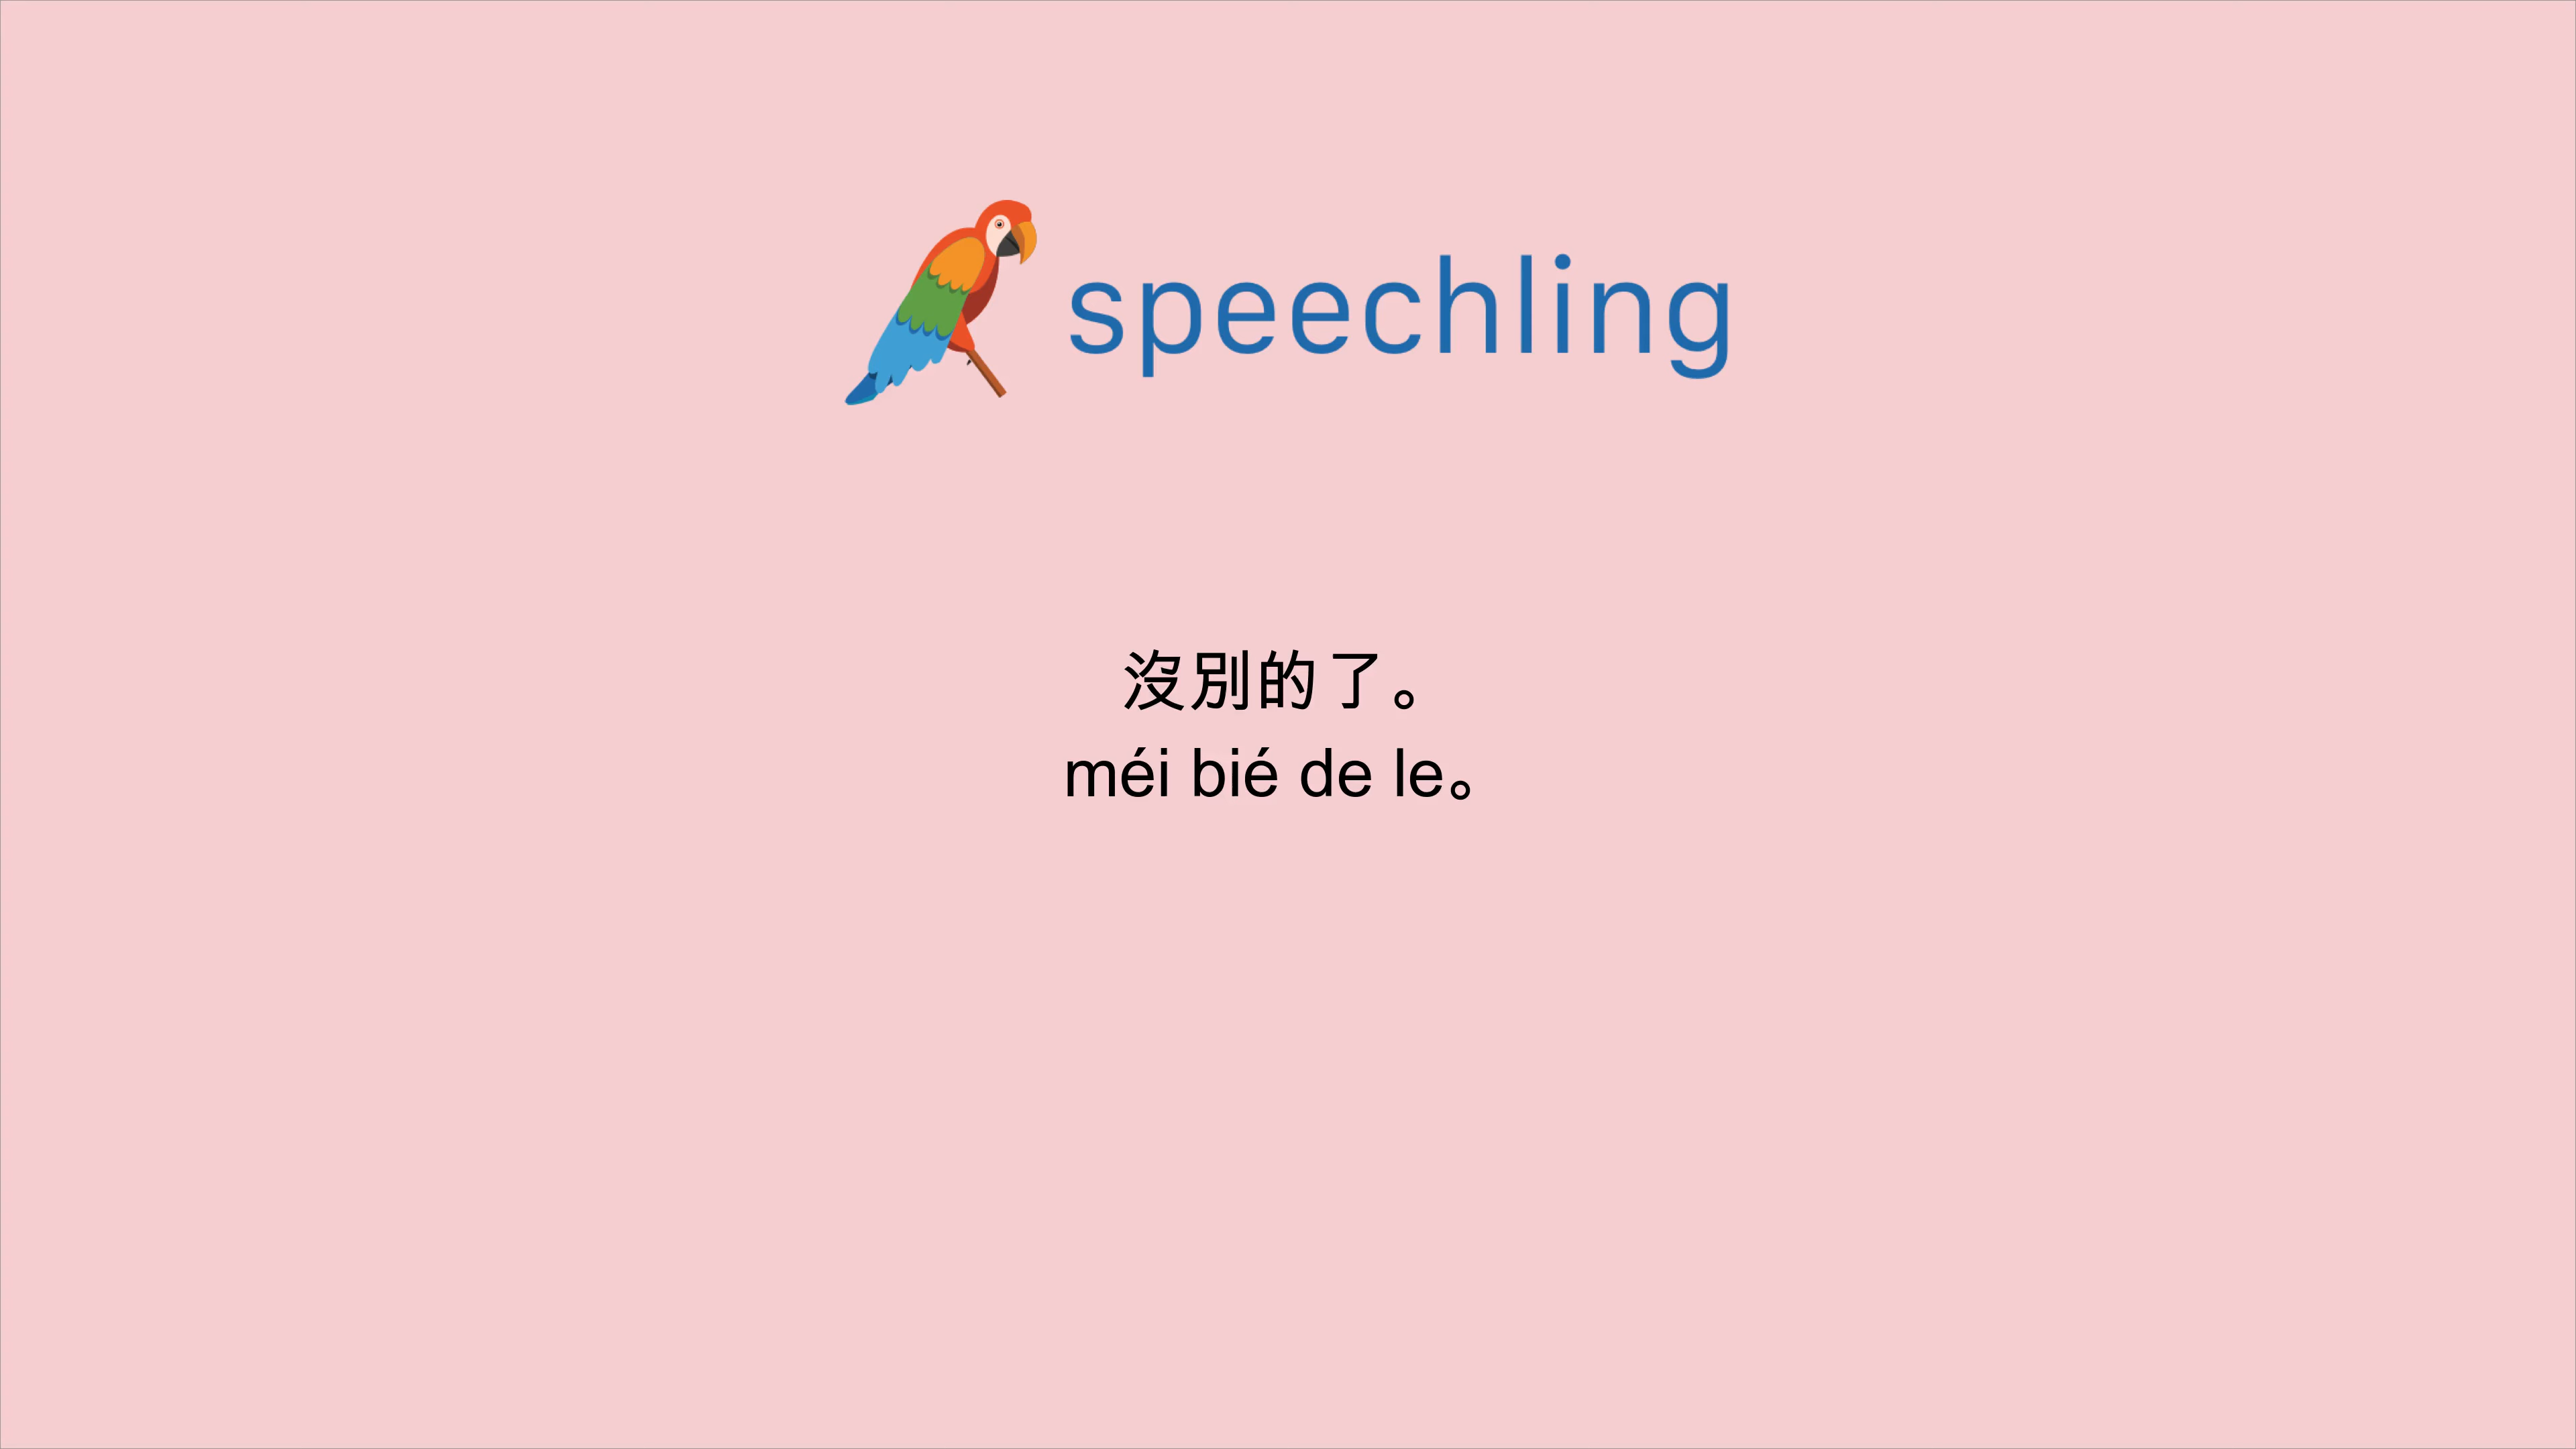 speechling
沒別的了。
méi bié de le。